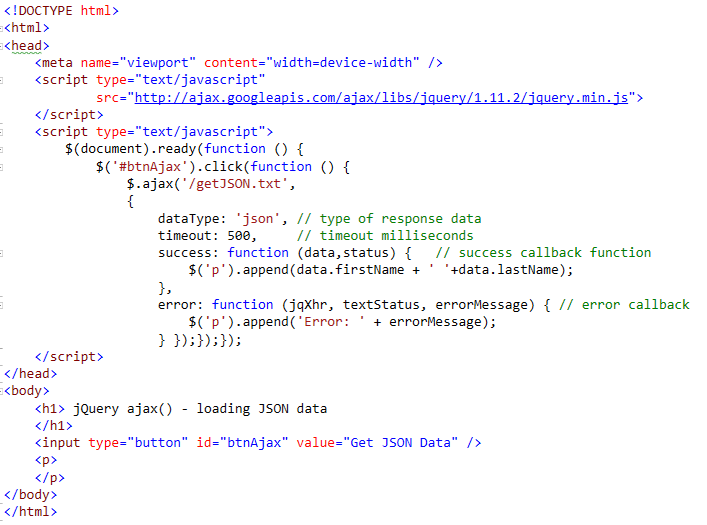 <!DOCTYPE html>
<html>
<head>
    <meta name="viewport" content="width=device-width" />
    <script type="text/javascript"
            src="http://ajax.googleapis.com/ajax/libs/jquery/1.11.2/jquery.min.js">
    </script>
    <script type="text/javascript">
        $(document).ready(function () {
            $('#btnAjax').click(function () {
                $.ajax('/getJSON.txt',
                {
                    dataType: 'json', // type of response data
                    timeout: 500,     // timeout milliseconds
                    success: function (data,status) {   // success callback function
                        $('p').append(data.firstName + ' '+data.lastName);
                    },
                    error: function (jqXhr, textStatus, errorMessage) { // error callback
                        $('p').append('Error: ' + errorMessage);
                    } });});});
    </script>
</head>
<body>
    <h1> jQuery ajax() - loading JSON data
    </h1>
    <input type="button" id="btnAjax" value="Get JSON Data" />
    <p>
    </p>
</body>
</html>